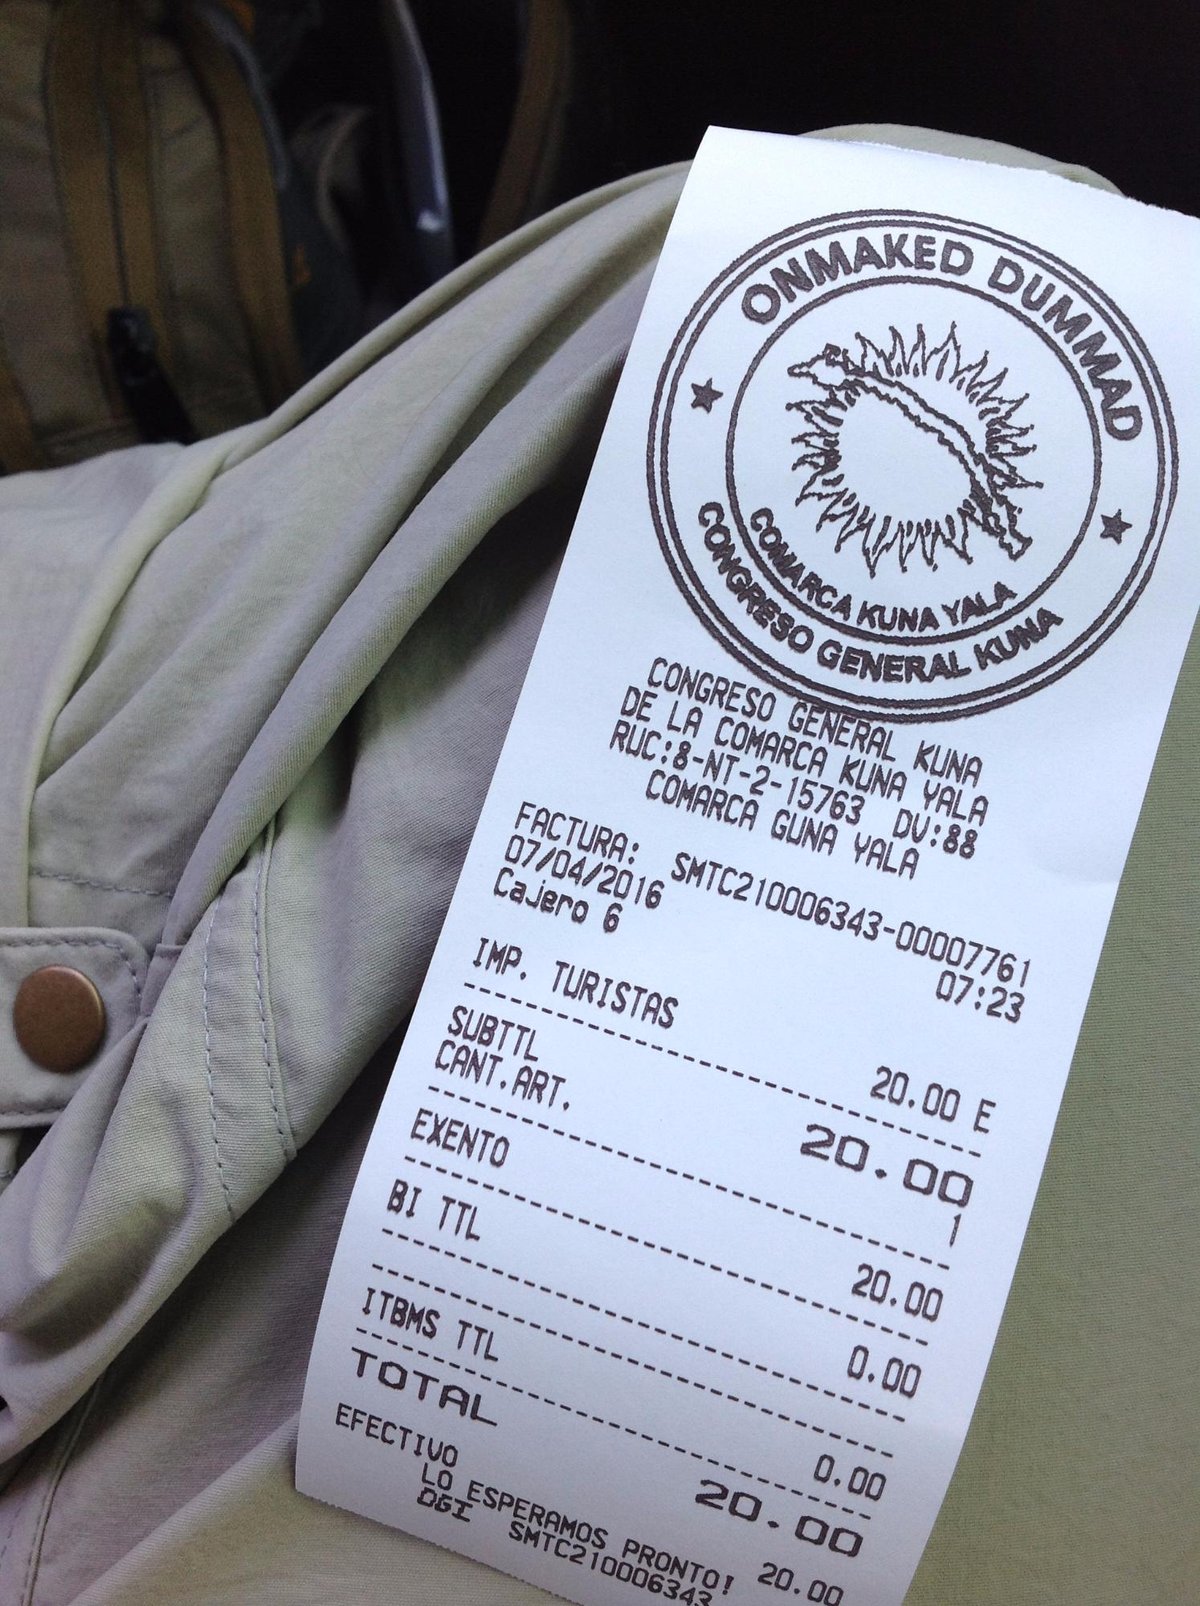 ONMAKED DUMMAD
COMARCA KUNA YALA
CONGRESO GENERAL KUNA
CONGRESO GENERAL KUNA
DE LA COMARCA KUNA YALA
RUC:8-NT-2-15763 DV:88
COMARCA GUNA YALA
FACTURA: SMTC210006343-00007761
07/04/2016 07:23
Cajero 6
IMP. TURISTAS 20.00 E
SUBTTL 20.00
CANT.ART. 1
EXENTO 20.00
BI TTL 0.00
ITBMS TTL 0.00
TOTAL 20.00
EFECTIVO 20.00
LO ESPERAMOS PRONTO!
DGI SMTC210006343